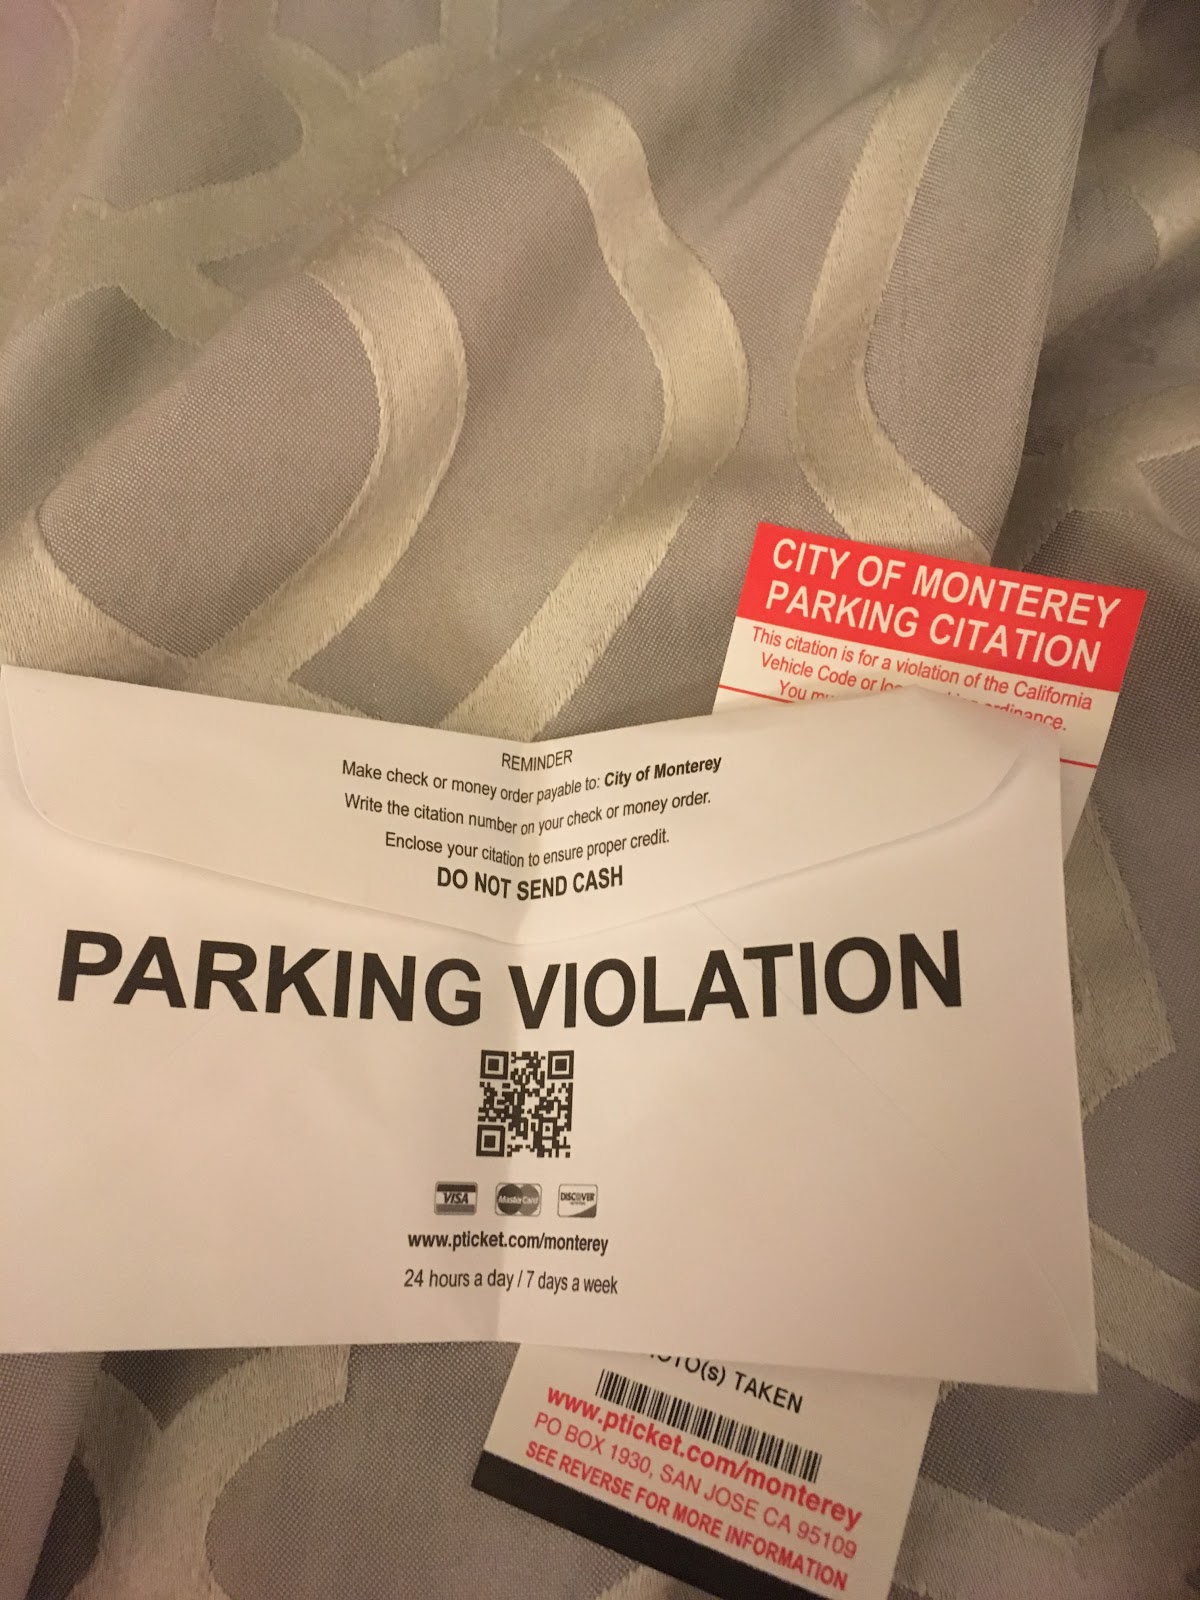 CITY OF MONTEREY
PARKING CITATION
This citation is for a violation of the California
Vehicle Code or ordinance.
You
REMINDER
Make check or money order payable to: City of Monterey
Write the citation number on your check or money order.
Enclose your citation to ensure proper credit.
DO NOT SEND CASH
PARKING VIOLATION
VISA
MasterCard
DISCOVER
www.pticket.com/monterey
24 hours a day / 7 days a week
TAKEN
www.pticket.com/monterey
PO BOX 1930, SAN JOSE CA 95109
SEE REVERSE FOR MORE INFORMATION